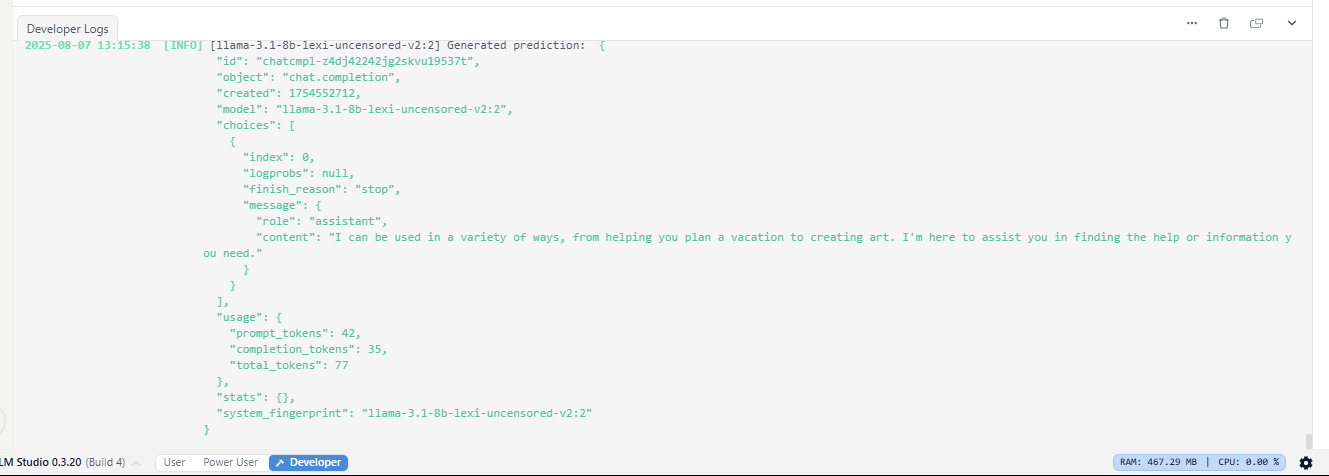 Developer Logs
2025-08-07 13:15:38 [INFO] [llama-3.1-8b-lexi-uncensored-v2:2] Generated prediction: {
"id": "chatcmpl-z4dj42242jg2skvu19537t",
"object": "chat.completion",
"created": 1754552712,
"model": "llama-3.1-8b-lexi-uncensored-v2:2",
"choices": [
{
"index": 0,
"logprobs": null,
"finish_reason": "stop",
"message": {
"role": "assistant",
"content": "I can be used in a variety of ways, from helping you plan a vacation to creating art. I'm here to assist you in finding the help or information y
ou need."
}
}
],
"usage": {
"prompt_tokens": 42,
"completion_tokens": 35,
"total_tokens": 77
},
"stats": {},
"system_fingerprint": "llama-3.1-8b-lexi-uncensored-v2:2"
}
LM Studio 0.3.20 (Build 4) User Power User Developer RAM: 467.29 MB | CPU: 0.00 %